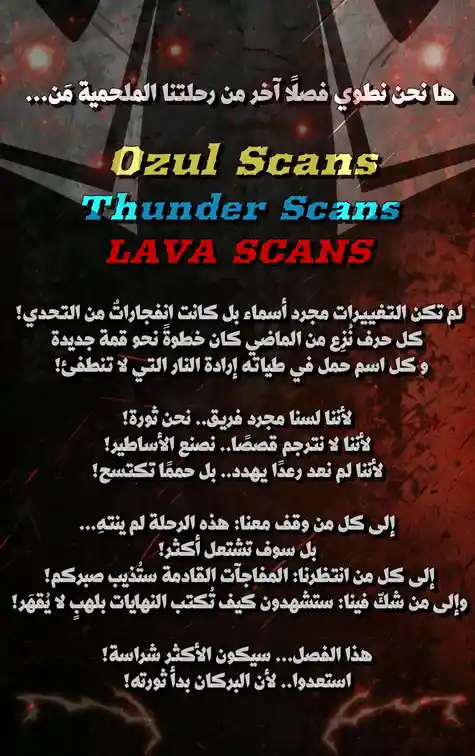 ها نحن نطوي فصلًا آخر من رحلتنا الملحمية مَن...
Ozul Scans
Thunder Scans
LAVA SCANS
لم تكن التغييرات مجرد أسماء بل كانت انفجاراتٌ من التحدي!
كل حرف نُزِع من الماضي كان خطوةً نحو قمة جديدة
و كل اسم حمل في طياته إرادة النار التي لا تنطفئ!
لأننا لسنا مجرد فريق.. نحن ثورة!
لأننا لا نترجم قصصًا.. نصنع الأساطير!
لأننا لم نعد رعدًا يهدد.. بل حممًا تكتسح!
إلى كل من وقف معنا: هذه الرحلة لم ينتهِ...
بل سوف تشتعل أكثر!
إلى كل من انتظرنا: المفاجآت القادمة ستُذيب صبركم!
وإلى من شكّ فينا: ستشهدون كيف تُكتب النهايات بلهبٍ لا يُقهَر!
هذا الفصل... سيكون الأكثر شراسة!
استعدوا.. لأن البركان بدأ ثورته!